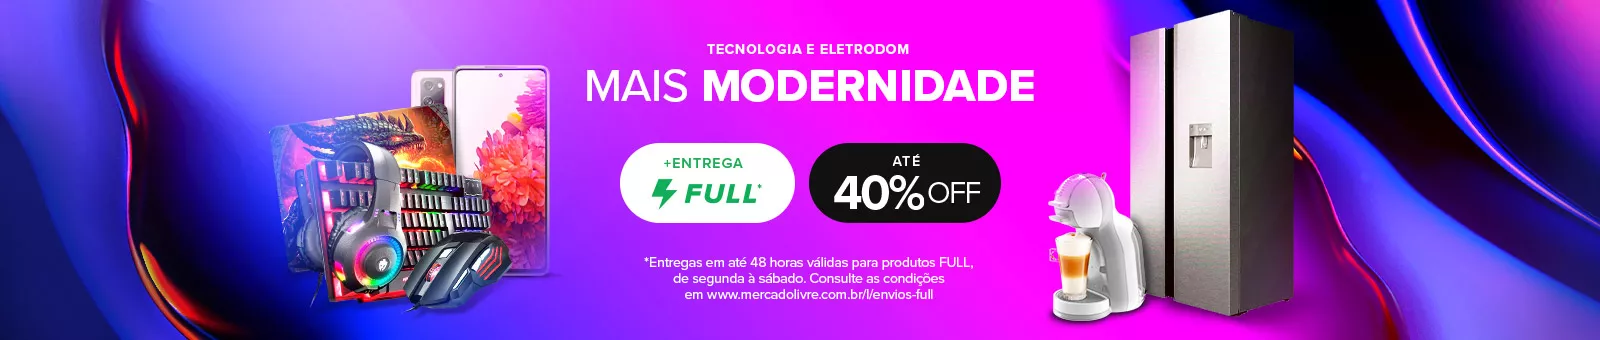 TECNOLOGIA E ELETRODOM
MAIS MODERNIDADE
+ENTREGA
FULL*
ATÉ
40% OFF
*Entregas em até 48 horas válidas para produtos FULL,
de segunda à sábado. Consulte as condições
em www.mercadolivre.com.br/l/envios-full